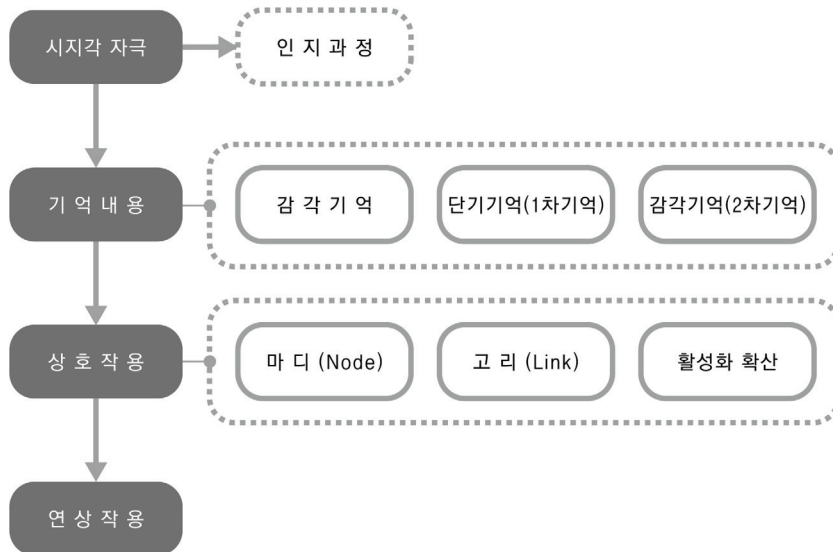 시지각 자극
인 지 과 정
기 억 내 용
감 각 기 억
단기기억(1차기억)
감각기억(2차기억)
상 호 작 용
마 디 (Node)
고 리 (Link)
활성화 확산
연 상 작 용